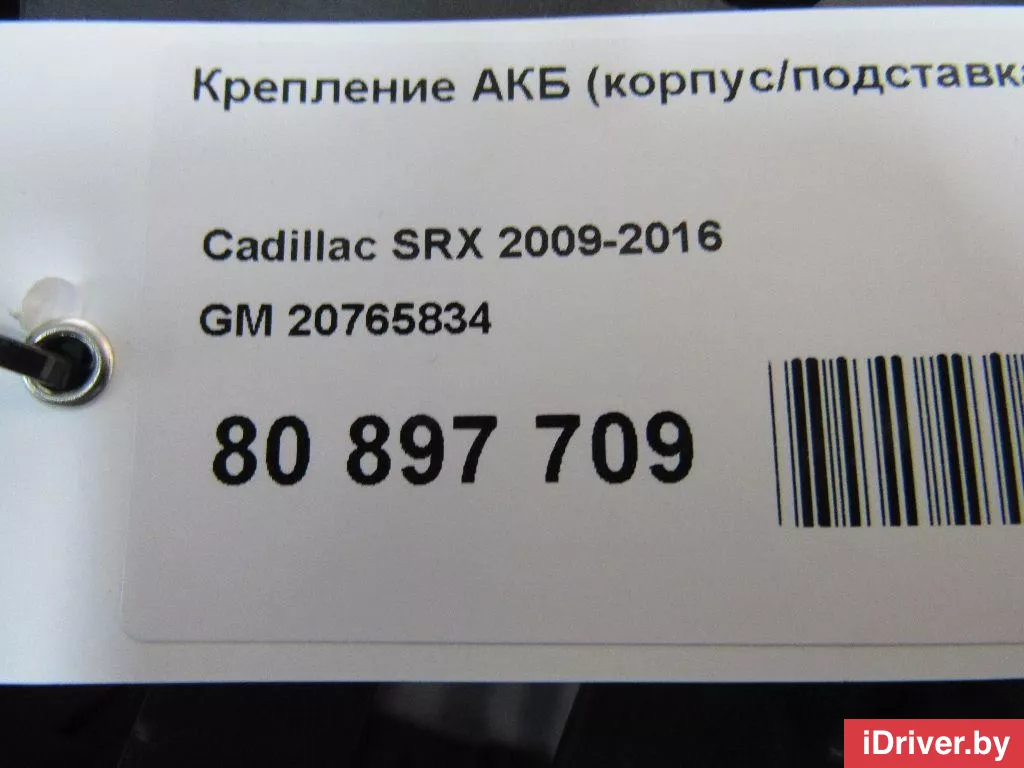 Крепление АКБ (корпус/подставка
Cadillac SRX 2009-2016
GM 20765834
80 897 709
iDriver.by